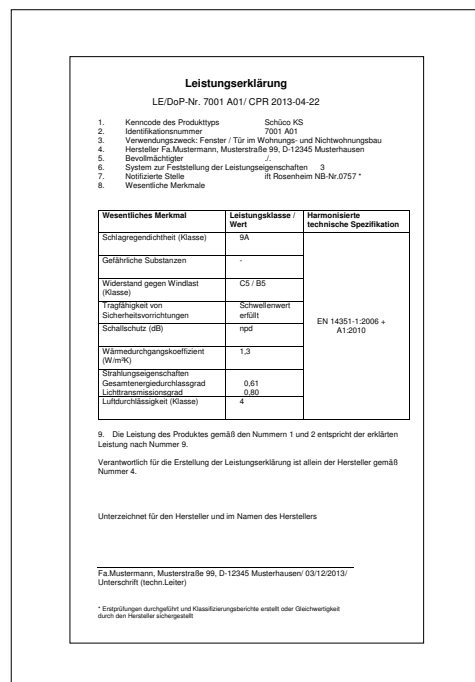 Leistungserklärung
LE/DoP-Nr. 7001 A01/ CPR 2013-04-22
1. Kenncode des Produkttyps Schüco KS
2. Identifikationsnummer 7001 A01
3. Verwendungszweck: Fenster / Tür im Wohnungs- und Nichtwohnungsbau
4. Hersteller Fa.Mustermann, Musterstraße 99, D-12345 Musterhausen
5. Bevollmächtigter ./.
6. System zur Feststellung der Leistungseigenschaften 3
7. Notifizierte Stelle ift Rosenheim NB-Nr.0757 *
8. Wesentliche Merkmale
Wesentliches Merkmal Leistungsklasse / Harmonisierte
Wert technische Spezifikation
Schlagregendichtheit (Klasse) 9A
Gefährliche Substanzen -
Widerstand gegen Windlast C5 / B5
(Klasse)
Tragfähigkeit von Schwellenwert
Sicherheitsvorrichtungen erfüllt
EN 14351-1:2006 +
A1:2010
Schallschutz (dB) npd
Wärmedurchgangskoeffizient 1,3
(W/m²K)
Strahlungseigenschaften
Gesamtenergiedurchlassgrad 0,61
Lichttransmissionsgrad 0,80
Luftdurchlässigkeit (Klasse) 4
9. Die Leistung des Produktes gemäß den Nummern 1 und 2 entspricht der erklärten
Leistung nach Nummer 9.
Verantwortlich für die Erstellung der Leistungserklärung ist allein der Hersteller gemäß
Nummer 4.
Unterzeichnet für den Hersteller und im Namen des Herstellers
Fa.Mustermann, Musterstraße 99, D-12345 Musterhausen/ 03/12/2013/
Unterschrift (techn.Leiter)
* Erstprüfungen durchgeführt und Klassifizierungsberichte erstellt oder Gleichwertigkeit
durch den Hersteller sichergestellt